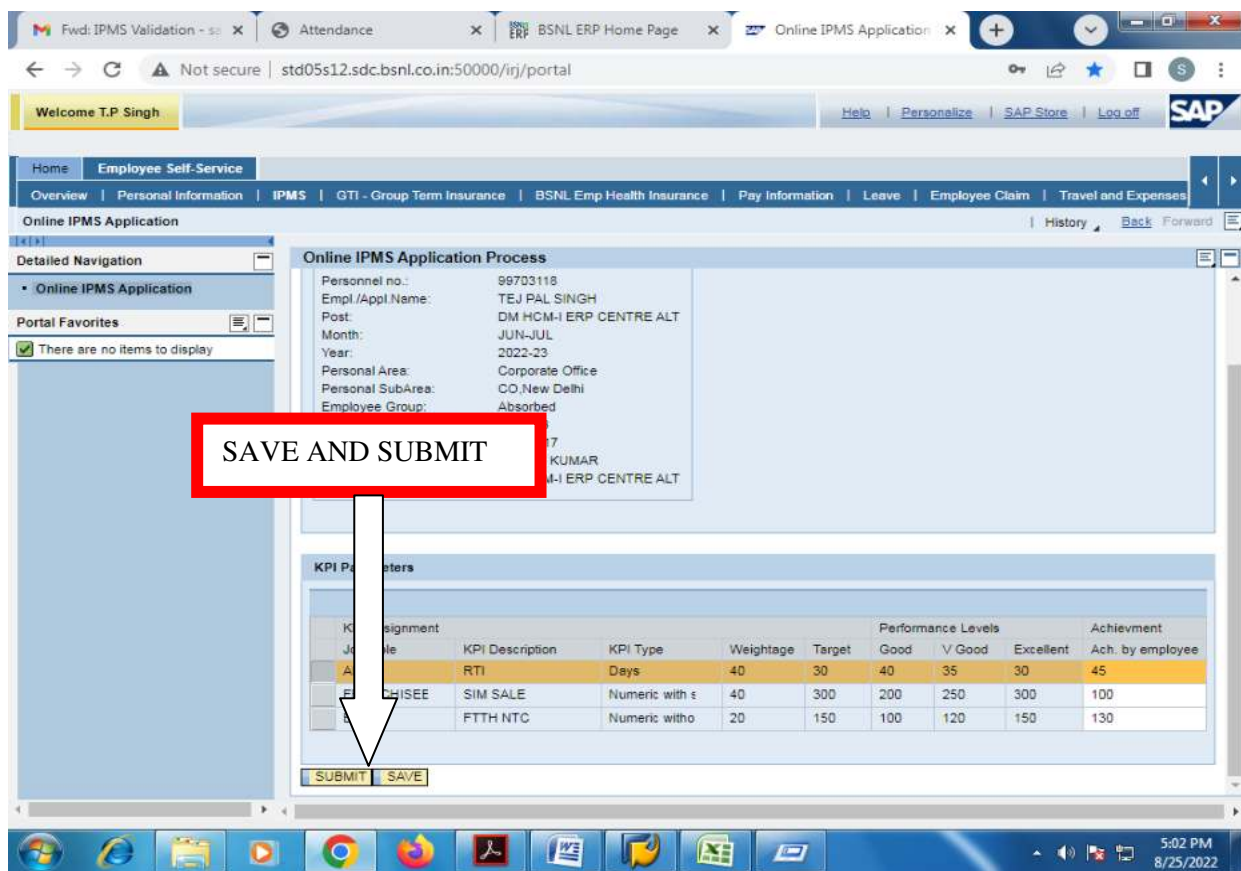 Fwd: IPMS Validation - sa
Attendance
BSNL ERP Home Page
Online IPMS Application
Not secure | std05s12.sdc.bsnl.co.in:50000/irj/portal
S
Welcome T.P Singh
Help | Personalize | SAP Store | Log off
SAP
Home Employee Self-Service
Overview | Personal Information | IPMS | GTI - Group Term Insurance | BSNL Emp Health Insurance | Pay Information | Leave | Employee Claim | Travel and Expenses
Online IPMS Application
| History Back Forward
Detailed Navigation
• Online IPMS Application
Portal Favorites
There are no items to display
Online IPMS Application Process
Personnel no.: 99703118
Empl./Appl.Name: TEJ PAL SINGH
Post: DM HCM-I ERP CENTRE ALT
Month: JUN-JUL
Year: 2022-23
Personal Area: Corporate Office
Personal SubArea: CO,New Delhi
Employee Group: Absorbed
17
KUMAR
M-I ERP CENTRE ALT
SAVE AND SUBMIT
KPI Pa eters
K signment Performance Levels Achievment
Jo le KPI Description KPI Type Weightage Target Good V Good Excellent Ach. by employee
A RTI Days 40 30 40 35 30 45
F CHISEE SIM SALE Numeric with s 40 300 200 250 300 100
FTTH NTC Numeric witho 20 150 100 120 150 130
SUBMIT SAVE
5:02 PM
8/25/2022